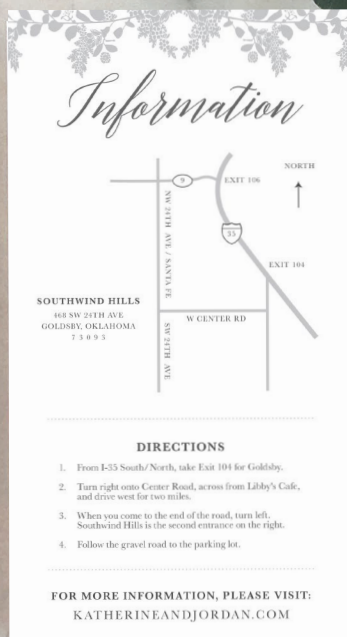 Information
NORTH
9
EXIT 106
NW 24TH AVE / SANTA FE
35
EXIT 104
SOUTHWIND HILLS
468 SW 24TH AVE
GOLDSBY, OKLAHOMA
73093
W CENTER RD
SW 24TH AVE
DIRECTIONS
1. From I-35 South/North, take Exit 104 for Goldsby.
2. Turn right onto Center Road, across from Libby's Cafe,
and drive west for two miles.
3. When you come to the end of the road, turn left.
Southwind Hills is the second entrance on the right.
4. Follow the gravel road to the parking lot.
FOR MORE INFORMATION, PLEASE VISIT:
KATHERINEANDJORDAN.COM